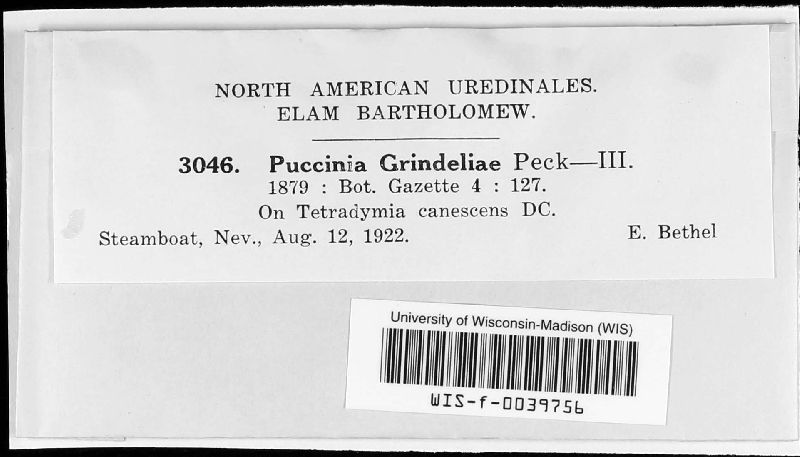 NORTH AMERICAN UREDINALES.
ELAM BARTHOLOMEW.
3046. Puccinia Grindeliae Peck—III.
1879 : Bot. Gazette 4 : 127.
On Tetradymia canescens DC.
Steamboat, Nev., Aug. 12, 1922. E. Bethel
University of Wisconsin-Madison (WIS)
WIS-f-0039756